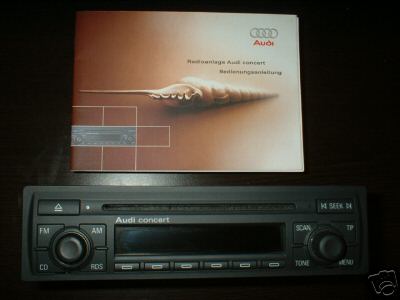 Audi
Radioanlage Audi concert
Bedienungsanleitung
SEEK
Audi concert
FM
AM
CD
RDS
SCAN
TP
TONE
MENU